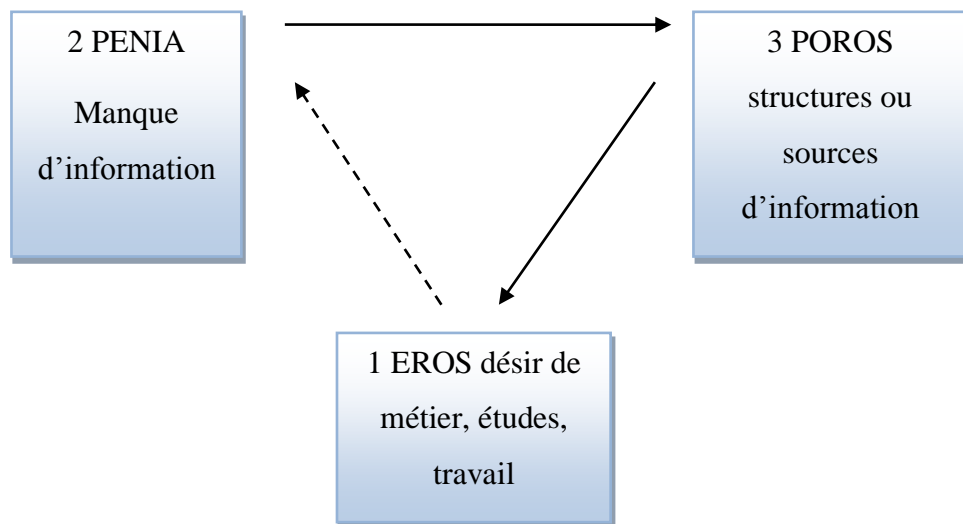 2 PENIA
Manque
d’information
3 POROS
structures ou
sources
d’information
1 EROS désir de
métier, études,
travail